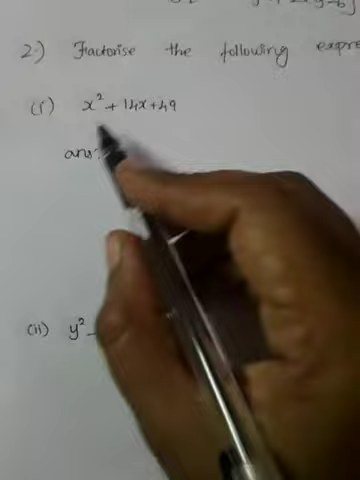 2.) Factorise the following expre
(i) x² + 14x + 49
ans:
(ii) y² -